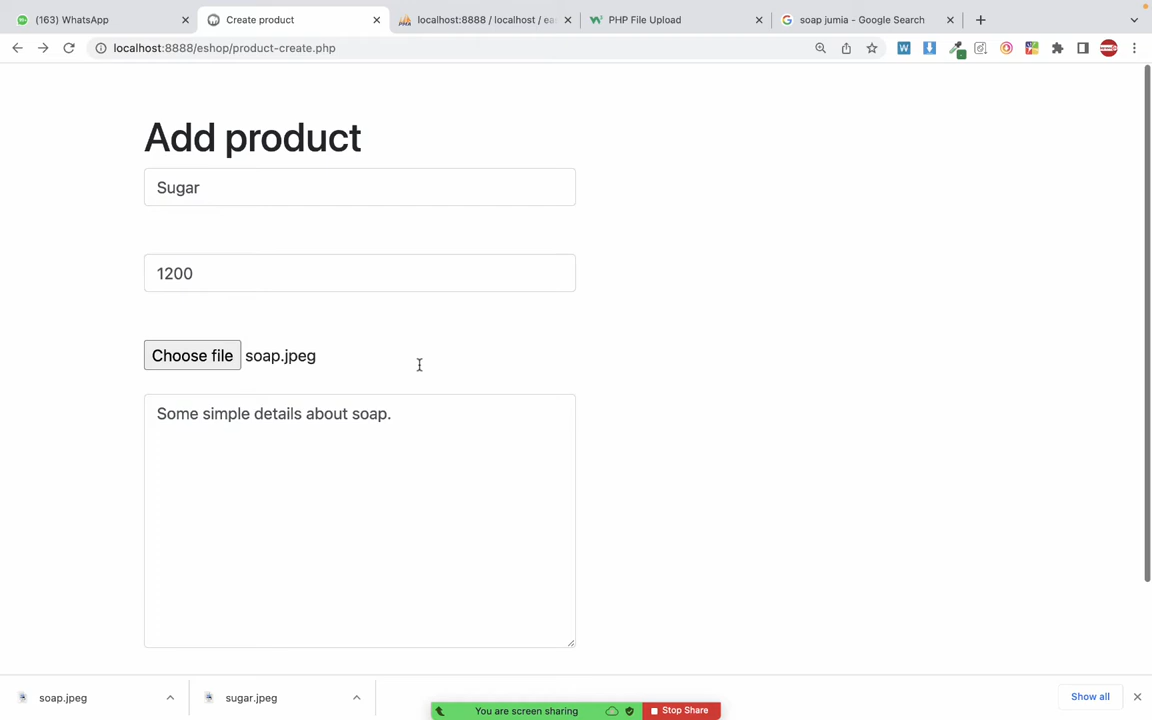 (163) WhatsApp
Create product
localhost:8888 / localhost / ea
PHP File Upload
soap jumia - Google Search
localhost:8888/eshop/product-create.php
Add product
Sugar
1200
Choose file soap.jpeg
Some simple details about soap.
soap.jpeg
sugar.jpeg
Show all
You are screen sharing
Stop Share